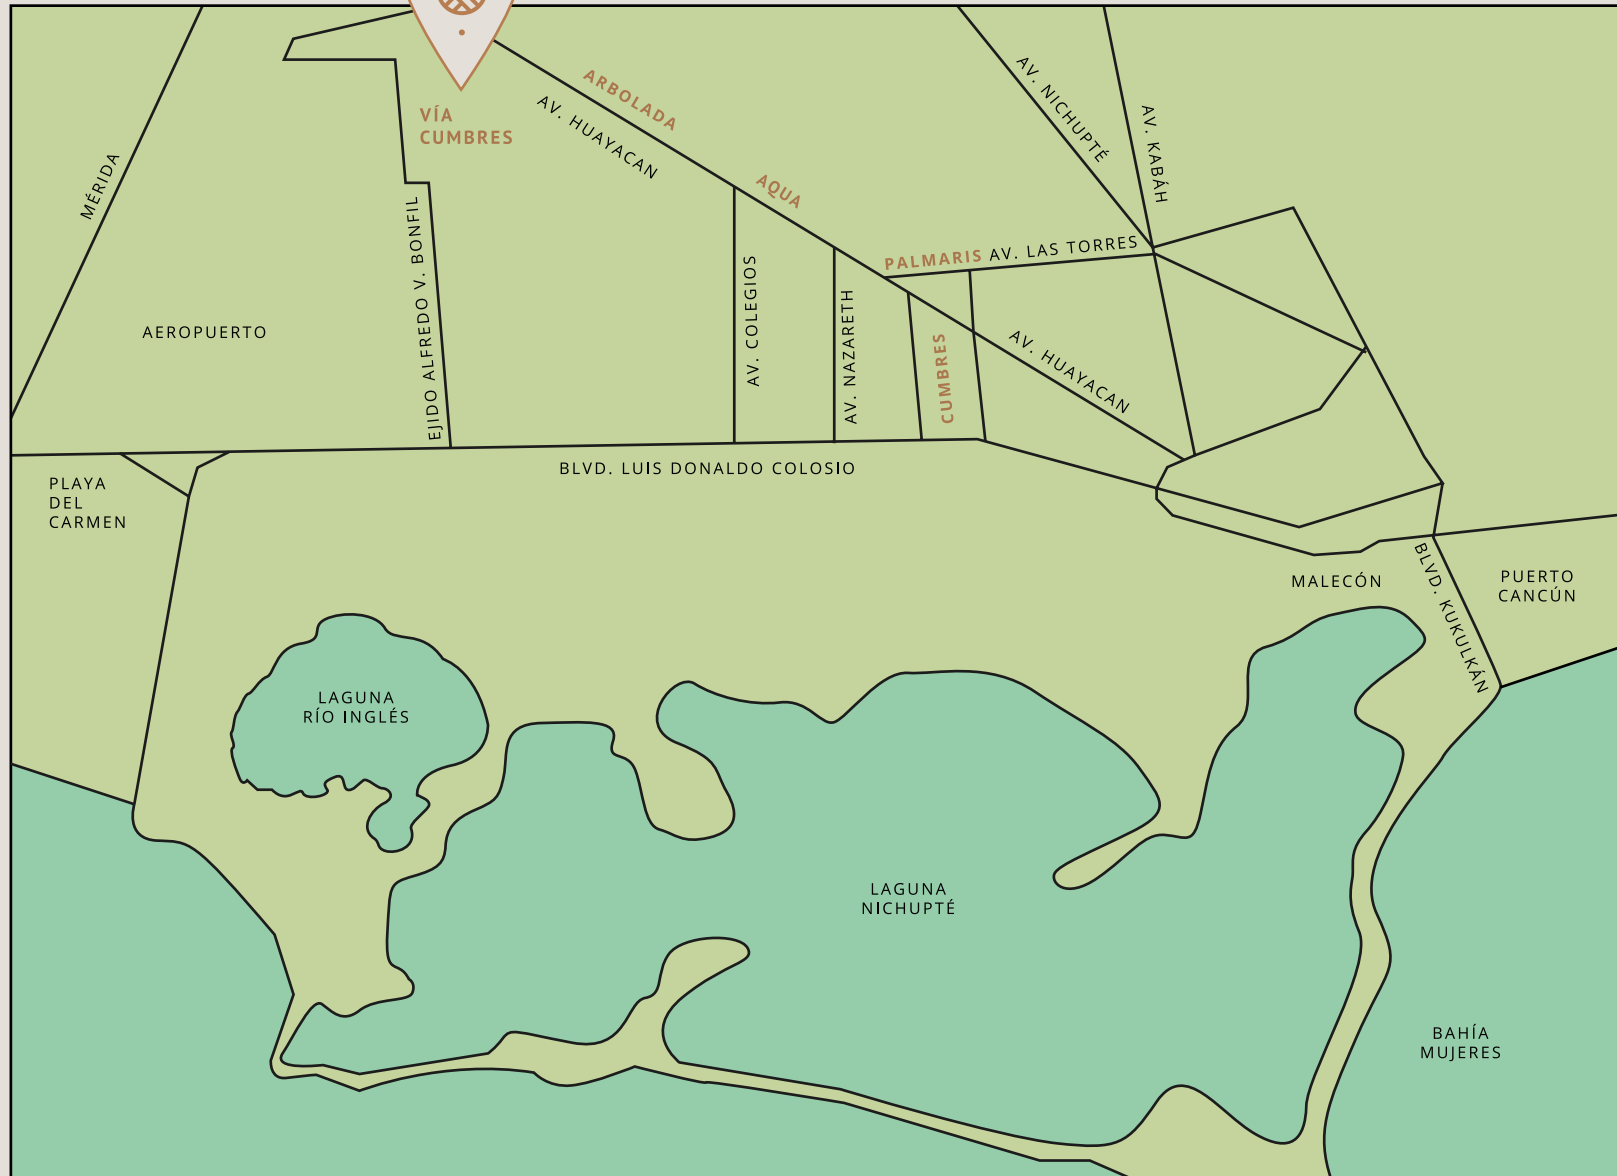 ARBOLADA
AV. HUAYACAN
VÍA
CUMBRES
AV. NICHUPTÉ
AV. KABÁH
MÉRIDA
AQUA
EJIDO ALFREDO V. BONFIL
AV. COLEGIOS
AV. NAZARETH
PALMARIS AV. LAS TORRES
AEROPUERTO
CUMBRES
AV. HUAYACAN
BLVD. LUIS DONALDO COLOSIO
PLAYA
DEL
CARMEN
MALECÓN
BLVD. KUKULKÁN
PUERTO
CANCÚN
LAGUNA
RÍO INGLÉS
LAGUNA
NICHUPTÉ
BAHÍA
MUJERES